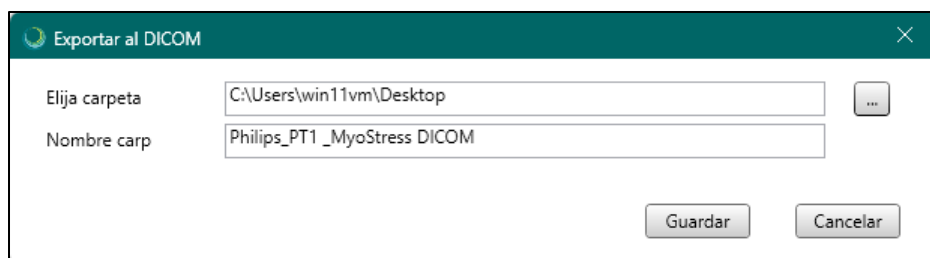 Exportar al DICOM
Elija carpeta C:\Users\win11vm\Desktop ...
Nombre carp Philips_PT1 _MyoStress DICOM
Guardar Cancelar